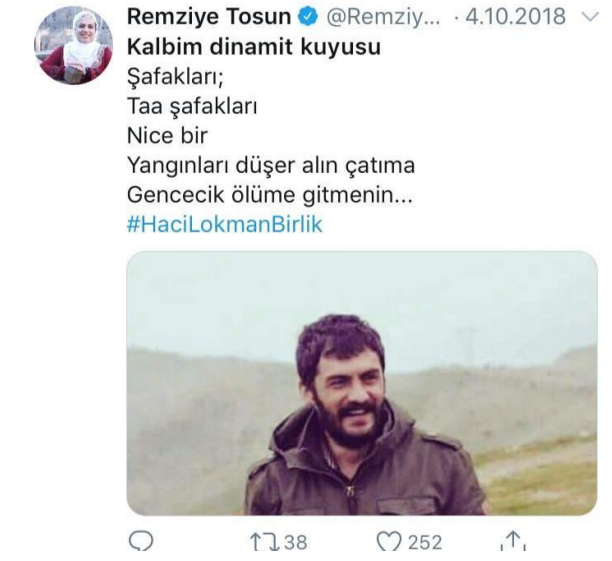 Remziye Tosun @Remziy... · 4.10.2018
Kalbim dinamit kuyusu
Şafakları;
Taa şafakları
Nice bir
Yangınları düşer alın çatıma
Gencecik ölüme gitmenin...
#HaciLokmanBirlik
38 252